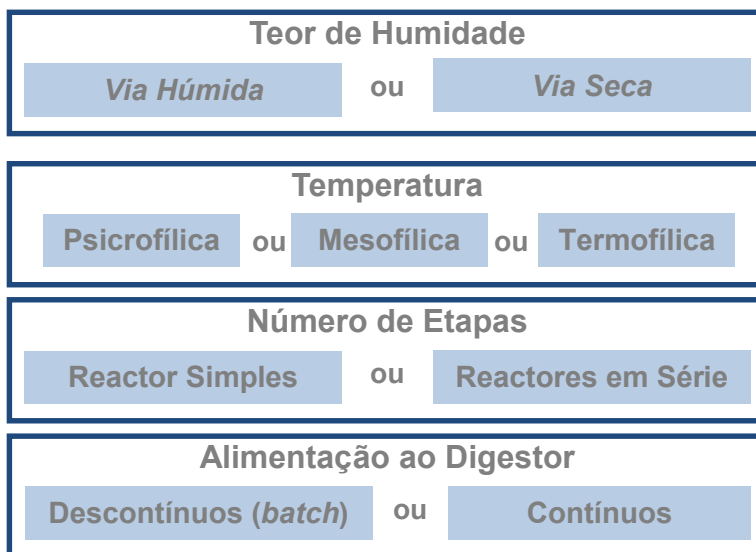 Teor de Humidade
Via Húmida ou Via Seca
Temperatura
Psicrofílica ou Mesofílica ou Termofílica
Número de Etapas
Reactor Simples ou Reactores em Série
Alimentação ao Digestor
Descontínuos (batch) ou Contínuos